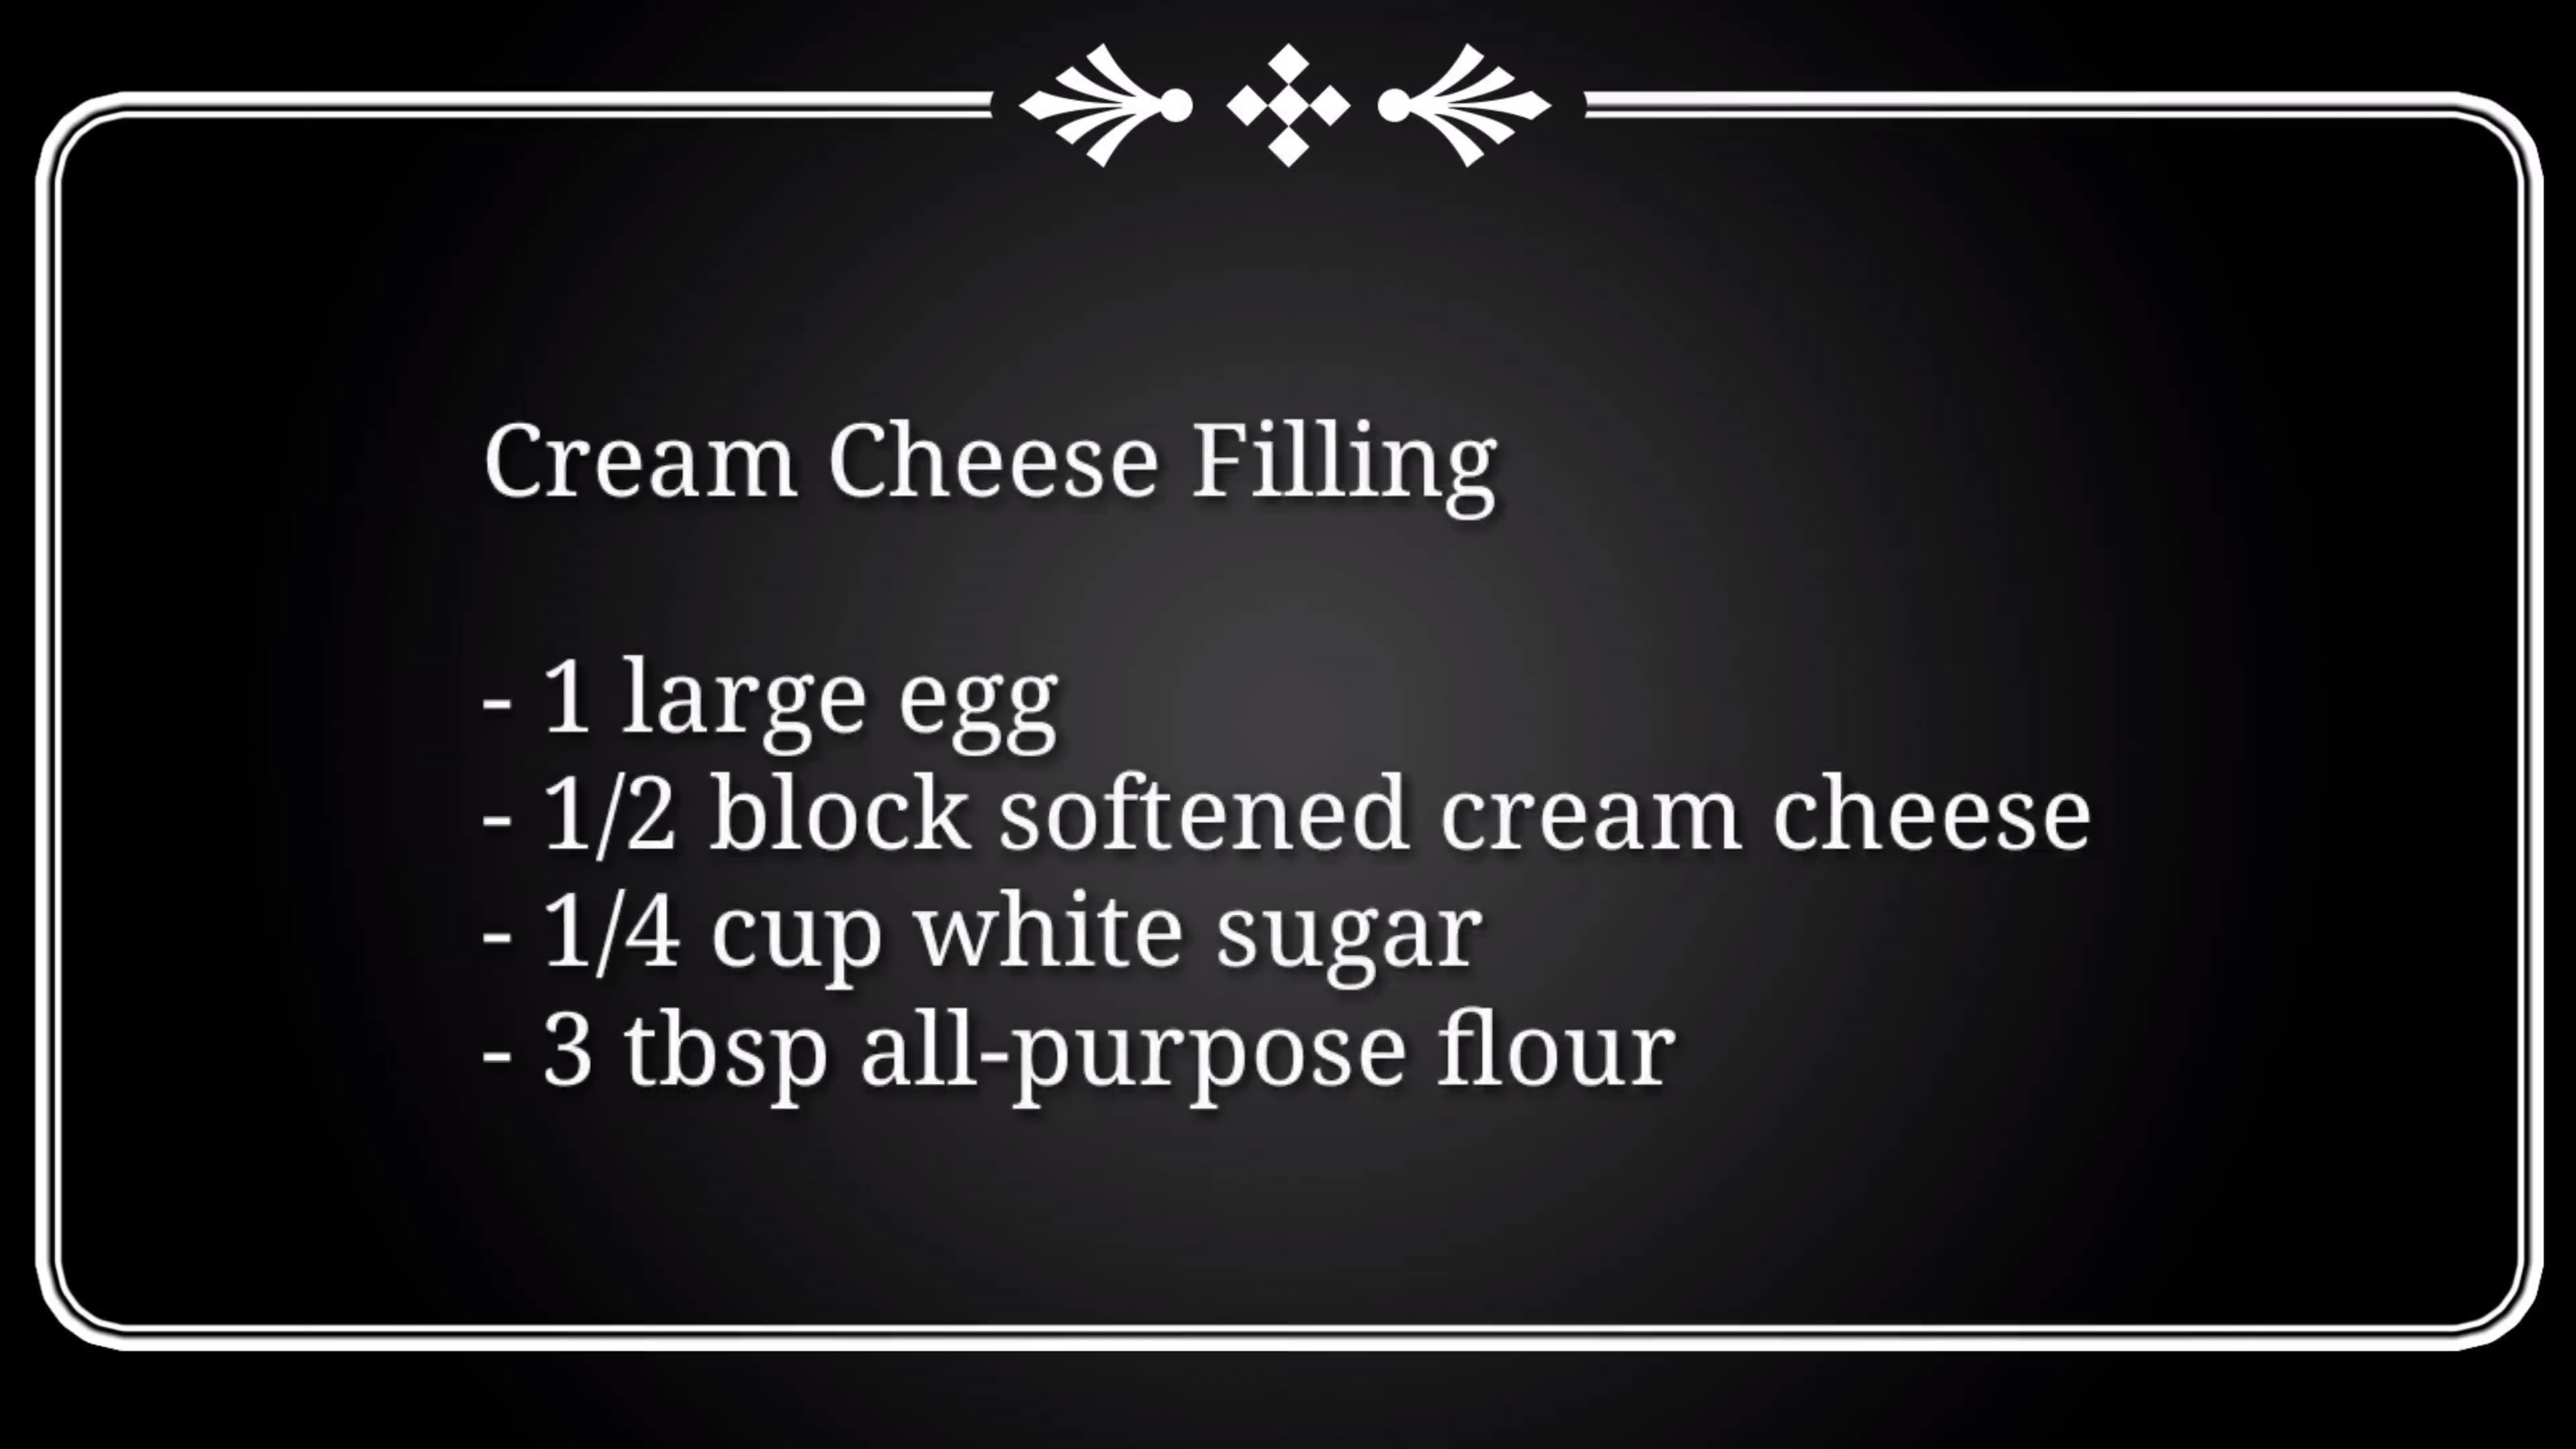 Cream Cheese Filling
- 1 large egg
- 1/2 block softened cream cheese
- 1/4 cup white sugar
- 3 tbsp all-purpose flour